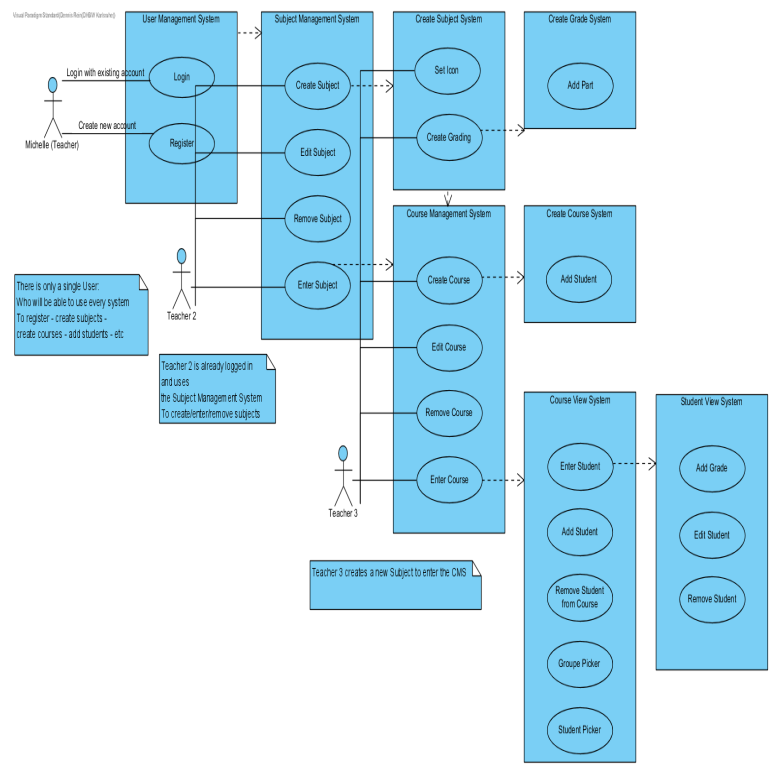 Visual Paradigm Standard(Dennis Rein(DHBW Karlsruhe))
User Management System
Login with existing account
Login
Create new account
Register
Michelle (Teacher)
Subject Management System
Create Subject
Edit Subject
Remove Subject
Enter Subject
Teacher 2
Create Subject System
Set Icon
Create Grading
Create Grade System
Add Part
Course Management System
Create Course
Edit Course
Remove Course
Enter Course
Teacher 3
Create Course System
Add Student
Course View System
Enter Student
Add Student
Remove Student
from Course
Groupe Picker
Student Picker
Student View System
Add Grade
Edit Student
Remove Student
There is only a single User:
Who will be able to use every system
To register - create subjects -
create courses - add students - etc
Teacher 2 is already logged in
and uses
the Subject Management System
To create/enter/remove subjects
Teacher 3 creates a new Subject to enter the CMS